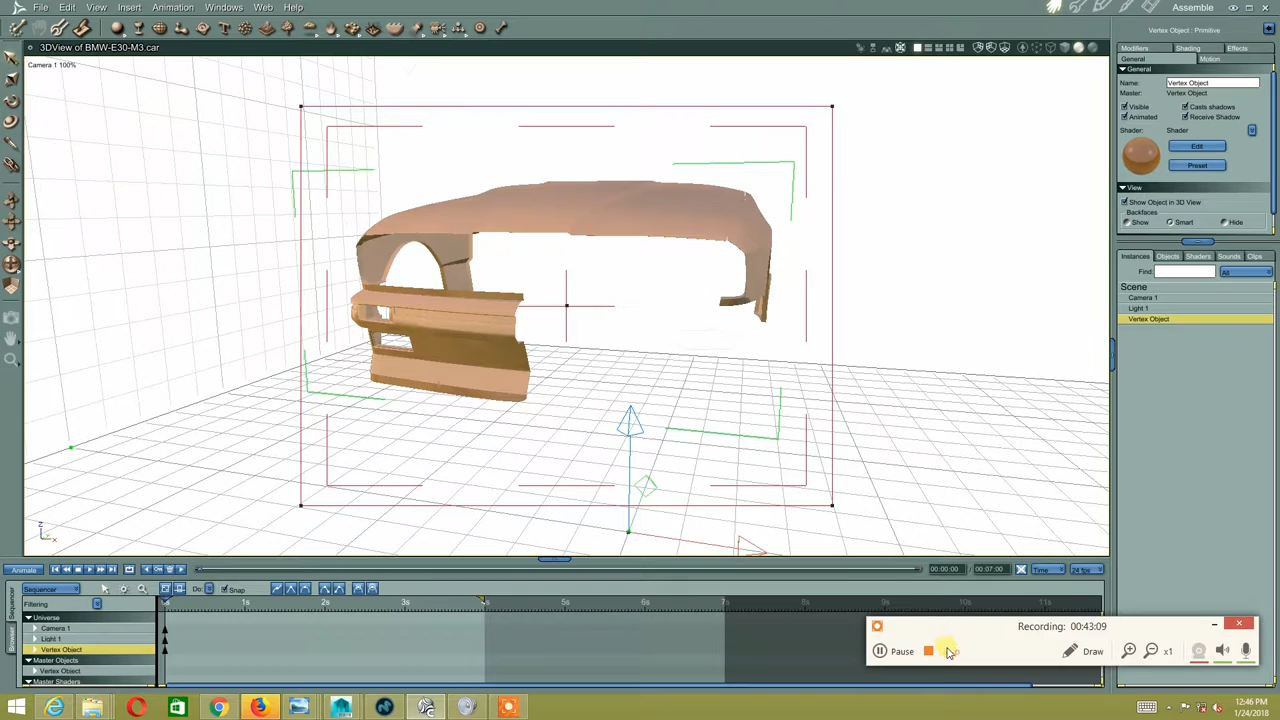 File Edit View Insert Animation Windows Web Help
Assemble
3DView of BMW-E30-M3.car
Vertex Object : Primitive
Camera 1 100%
Modifiers Shading Effects
General Motion
General
Name: Vertex Object
Master: Vertex Object
Visible Casts shadows
Animated Receive Shadow
Shader: Shader
Edit
Preset
View
Show Object in 3D View
Backfaces
Show Smart Hide
Instances Objects Shaders Sounds Clips
Find: All
Scene
Camera 1
Light 1
Vertex Object
Z
Y
X
Animate
00:00:00 00:07:00 Time 24 fps
Sequencer Do: Snap
Sequencer
Browser
Filtering
2s 3s 4s 5s 6s 7s 8s 9s 10s 11s
Universe
Camera 1
Light 1
Vertex Object
Master Objects
Vertex Object
Master Shaders
Recording: 00:43:09
Pause Draw x1
12:46 PM
1/24/2018